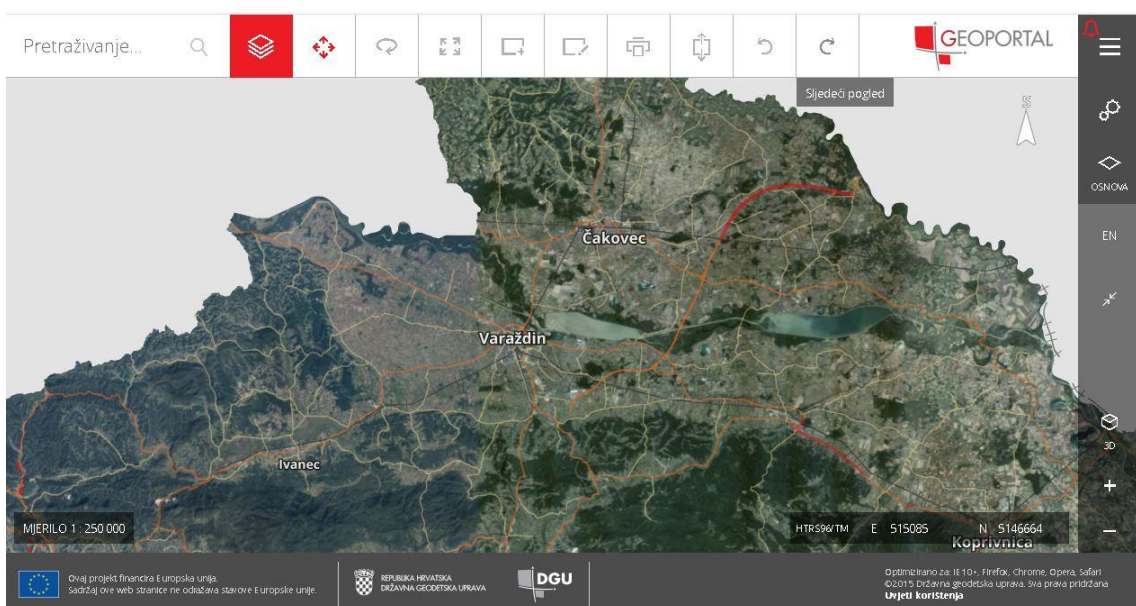 Pretraživanje...
GEOPORTAL
Sljedeći pogled
S
OSNOVA
EN
Čakovec
Varaždin
Ivanec
3D
MJERILO 1 : 250 000
HTRS96/TM E 515085 N 5146664
Koprivnica
Ovaj projekt financira Europska unija.
Sadržaj ove web stranice ne odražava stavove Europske unije.
REPUBLIKA HRVATSKA
DRŽAVNA GEODETSKA UPRAVA
DGU
Optimizirano za: IE 10+, Firefox, Chrome, Opera, Safari
©2015 Državna geodetska uprava. Sva prava pridržana
Uvjeti korištenja